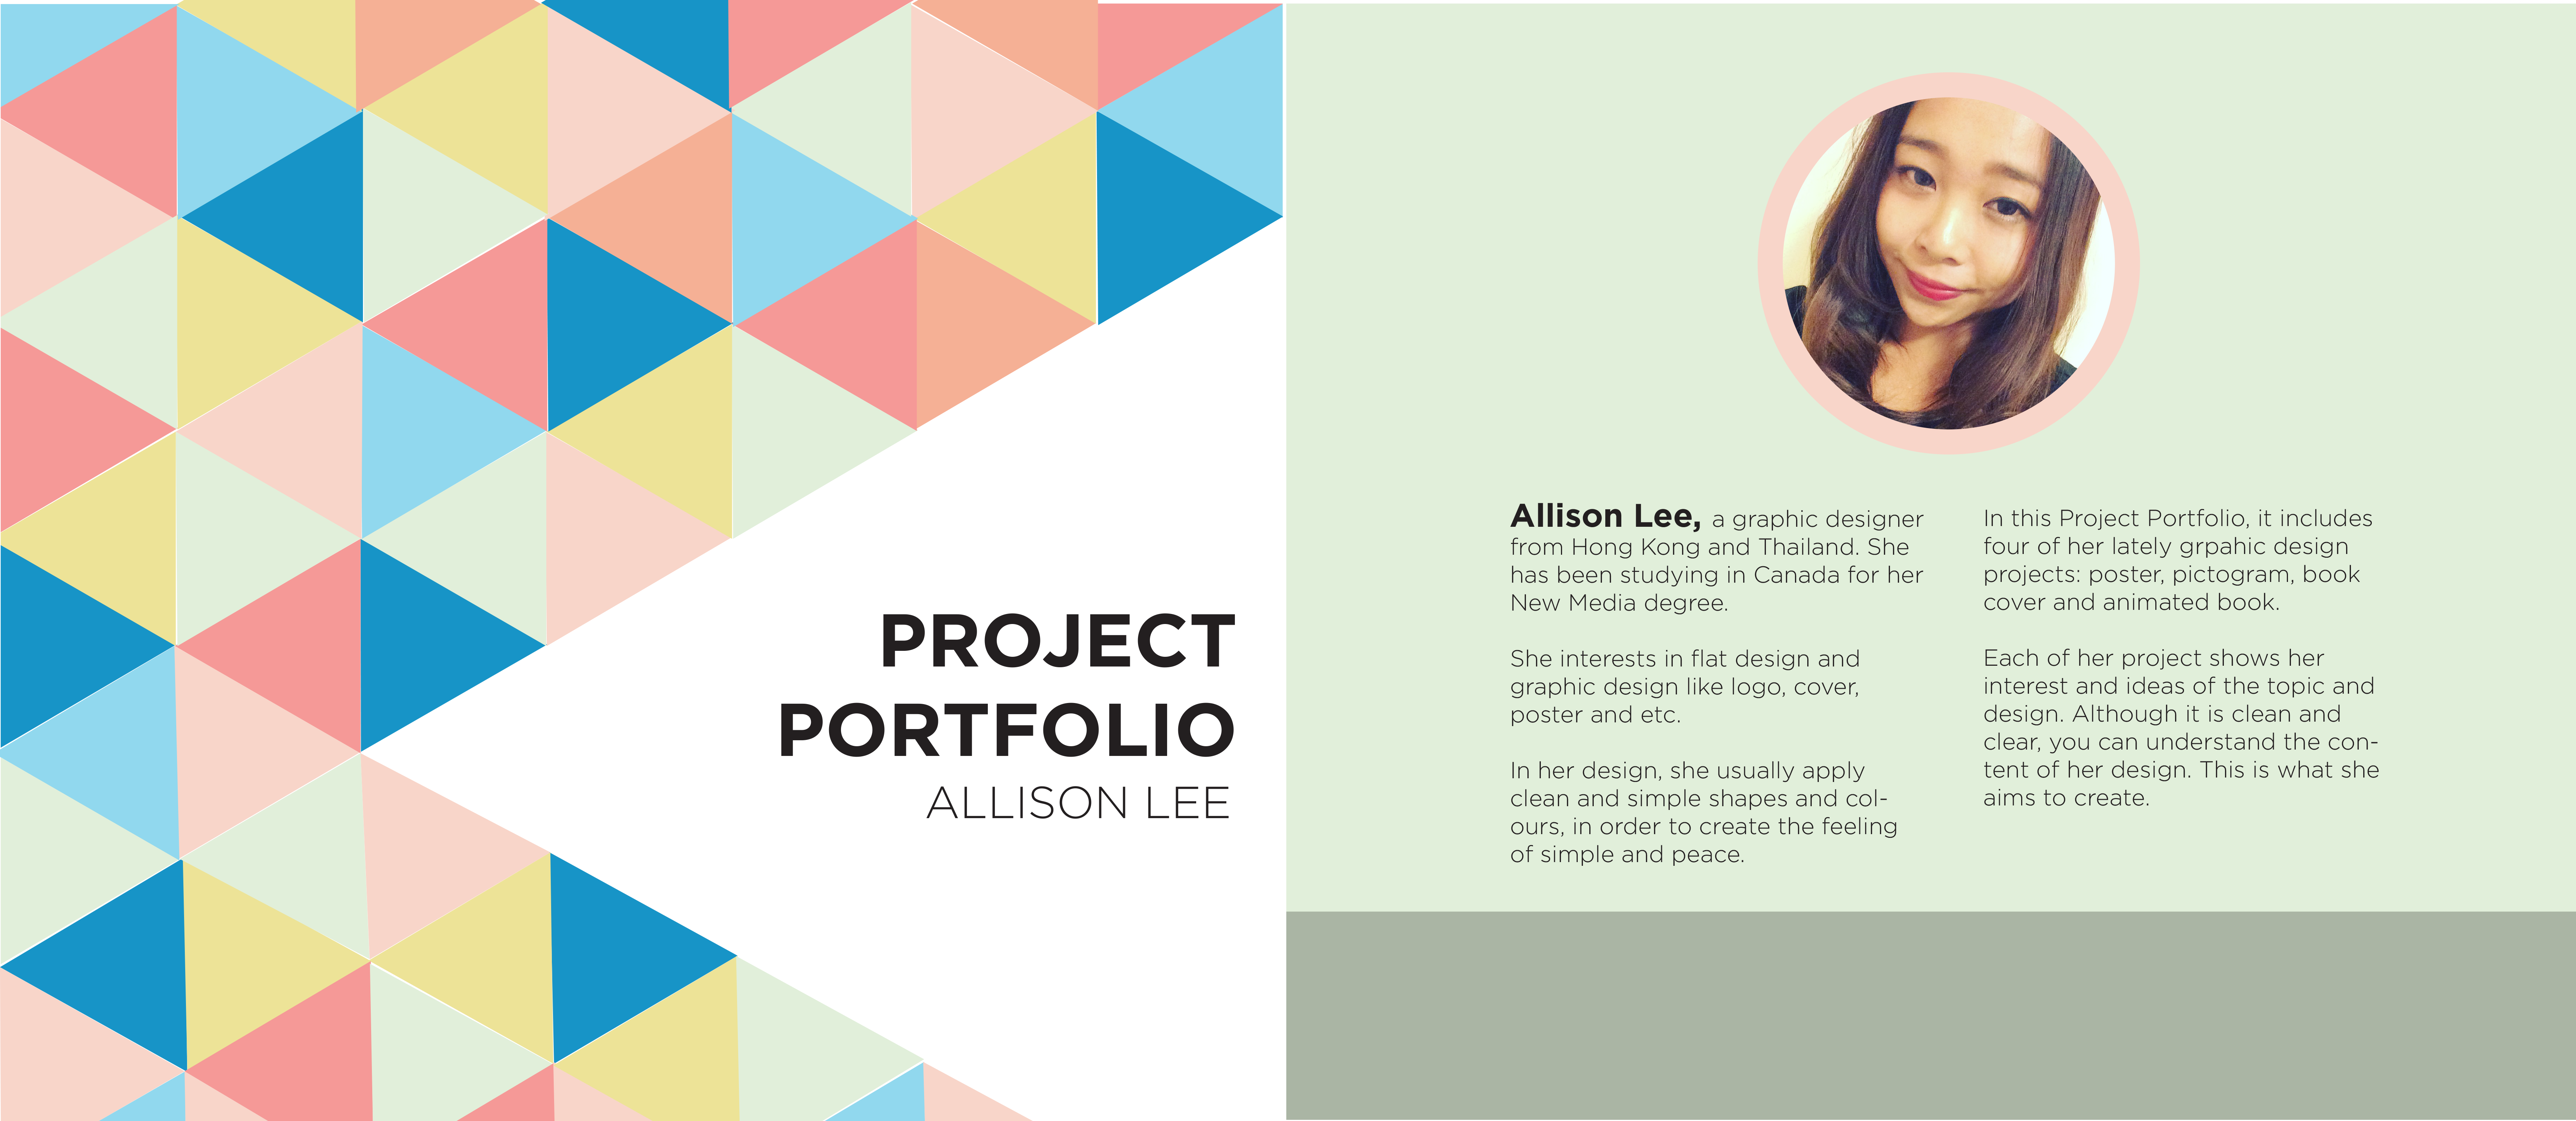 PROJECT
PORTFOLIO
ALLISON LEE
Allison Lee, a graphic designer
from Hong Kong and Thailand. She
has been studying in Canada for her
New Media degree.
She interests in flat design and
graphic design like logo, cover,
poster and etc.
In her design, she usually apply
clean and simple shapes and col-
ours, in order to create the feeling
of simple and peace.
In this Project Portfolio, it includes
four of her lately grpahic design
projects: poster, pictogram, book
cover and animated book.
Each of her project shows her
interest and ideas of the topic and
design. Although it is clean and
clear, you can understand the con-
tent of her design. This is what she
aims to create.